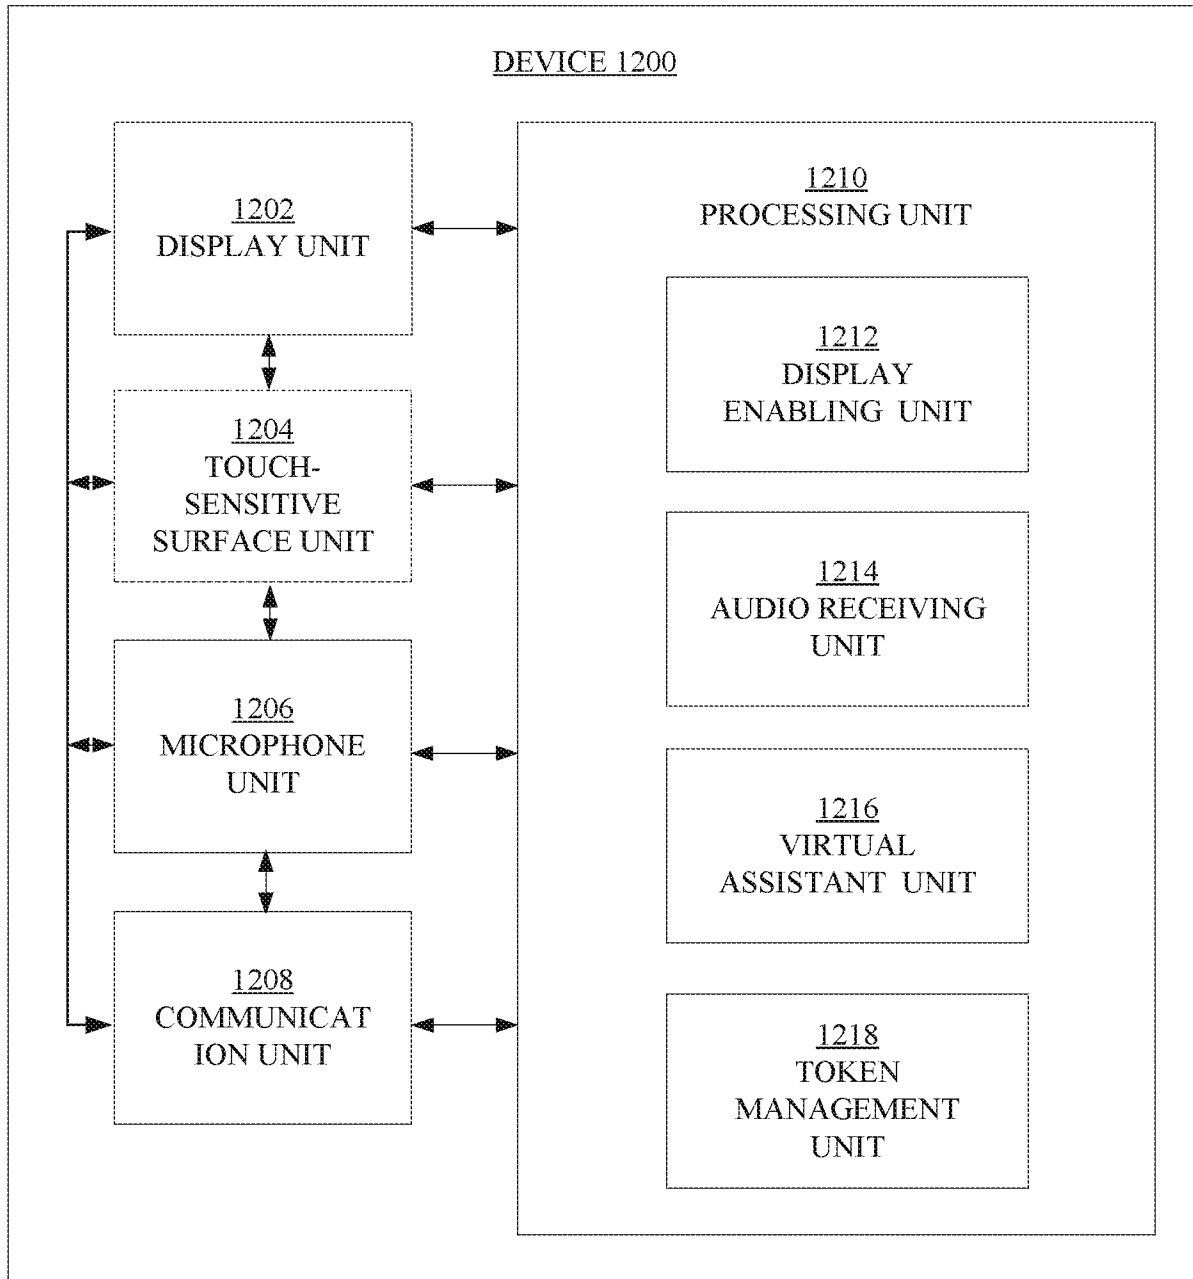 DEVICE 1200
1202
DISPLAY UNIT
1204
TOUCH-
SENSITIVE
SURFACE UNIT
1206
MICROPHONE
UNIT
1208
COMMUNICAT
ION UNIT
1210
PROCESSING UNIT
1212
DISPLAY
ENABLING UNIT
1214
AUDIO RECEIVING
UNIT
1216
VIRTUAL
ASSISTANT UNIT
1218
TOKEN
MANAGEMENT
UNIT